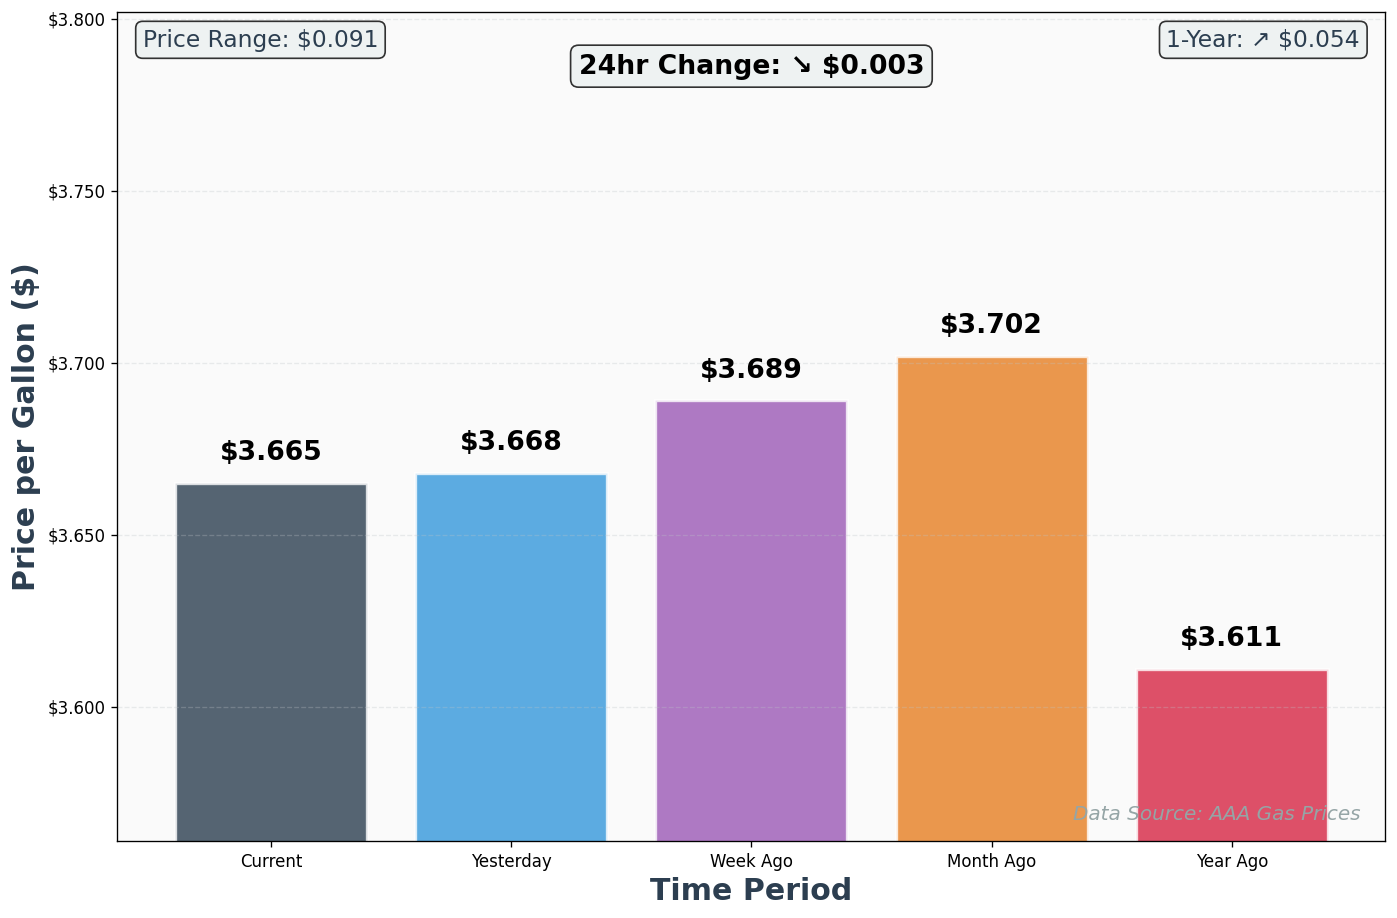 $3.800
Price Range: $0.091
24hr Change: ↘ $0.003
1-Year: ↗ $0.054
$3.750
$3.700
$3.650
$3.600
Price per Gallon ($)
$3.665
$3.668
$3.689
$3.702
$3.611
Data Source: AAA Gas Prices
Current
Yesterday
Week Ago
Month Ago
Year Ago
Time Period